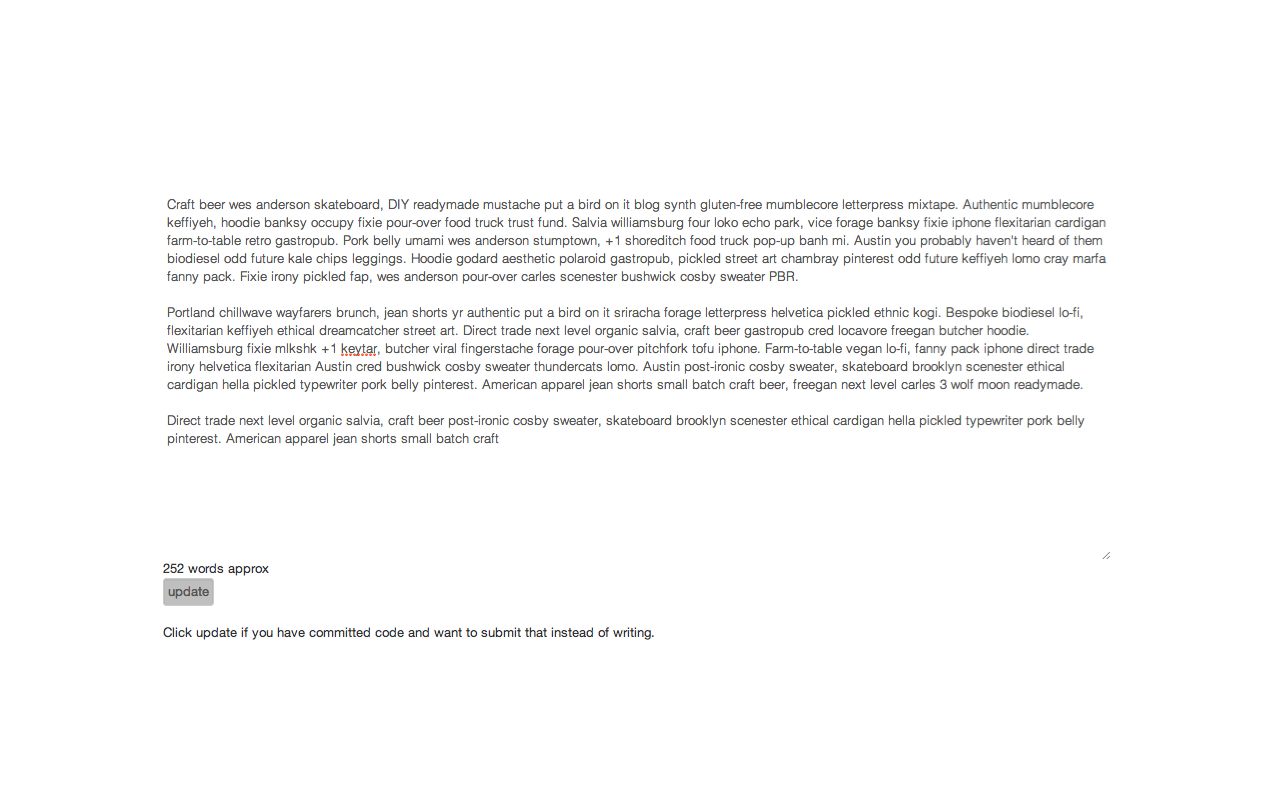 Craft beer wes anderson skateboard, DIY readymade mustache put a bird on it blog synth gluten-free mumblecore letterpress mixtape. Authentic mumblecore
keffiyeh, hoodie banksy occupy fixie pour-over food truck trust fund. Salvia williamsburg four loko echo park, vice forage banksy fixie iphone flexitarian cardigan
farm-to-table retro gastropub. Pork belly umami wes anderson stumptown, +1 shoreditch food truck pop-up banh mi. Austin you probably haven't heard of them
biodiesel odd future kale chips leggings. Hoodie godard aesthetic polaroid gastropub, pickled street art chambray pinterest odd future keffiyeh lomo cray marfa
fanny pack. Fixie irony pickled fap, wes anderson pour-over carles scenester bushwick cosby sweater PBR.

Portland chillwave wayfarers brunch, jean shorts yr authentic put a bird on it sriracha forage letterpress helvetica pickled ethnic kogi. Bespoke biodiesel lo-fi,
flexitarian keffiyeh ethical dreamcatcher street art. Direct trade next level organic salvia, craft beer gastropub cred locavore freegan butcher hoodie.
Williamsburg fixie mlkshk +1 keytar, butcher viral fingerstache forage pour-over pitchfork tofu iphone. Farm-to-table vegan lo-fi, fanny pack iphone direct trade
irony helvetica flexitarian Austin cred bushwick cosby sweater thundercats lomo. Austin post-ironic cosby sweater, skateboard brooklyn scenester ethical
cardigan hella pickled typewriter pork belly pinterest. American apparel jean shorts small batch craft beer, freegan next level carles 3 wolf moon readymade.

Direct trade next level organic salvia, craft beer post-ironic cosby sweater, skateboard brooklyn scenester ethical cardigan hella pickled typewriter pork belly
pinterest. American apparel jean shorts small batch craft

252 words approx
update
Click update if you have committed code and want to submit that instead of writing.